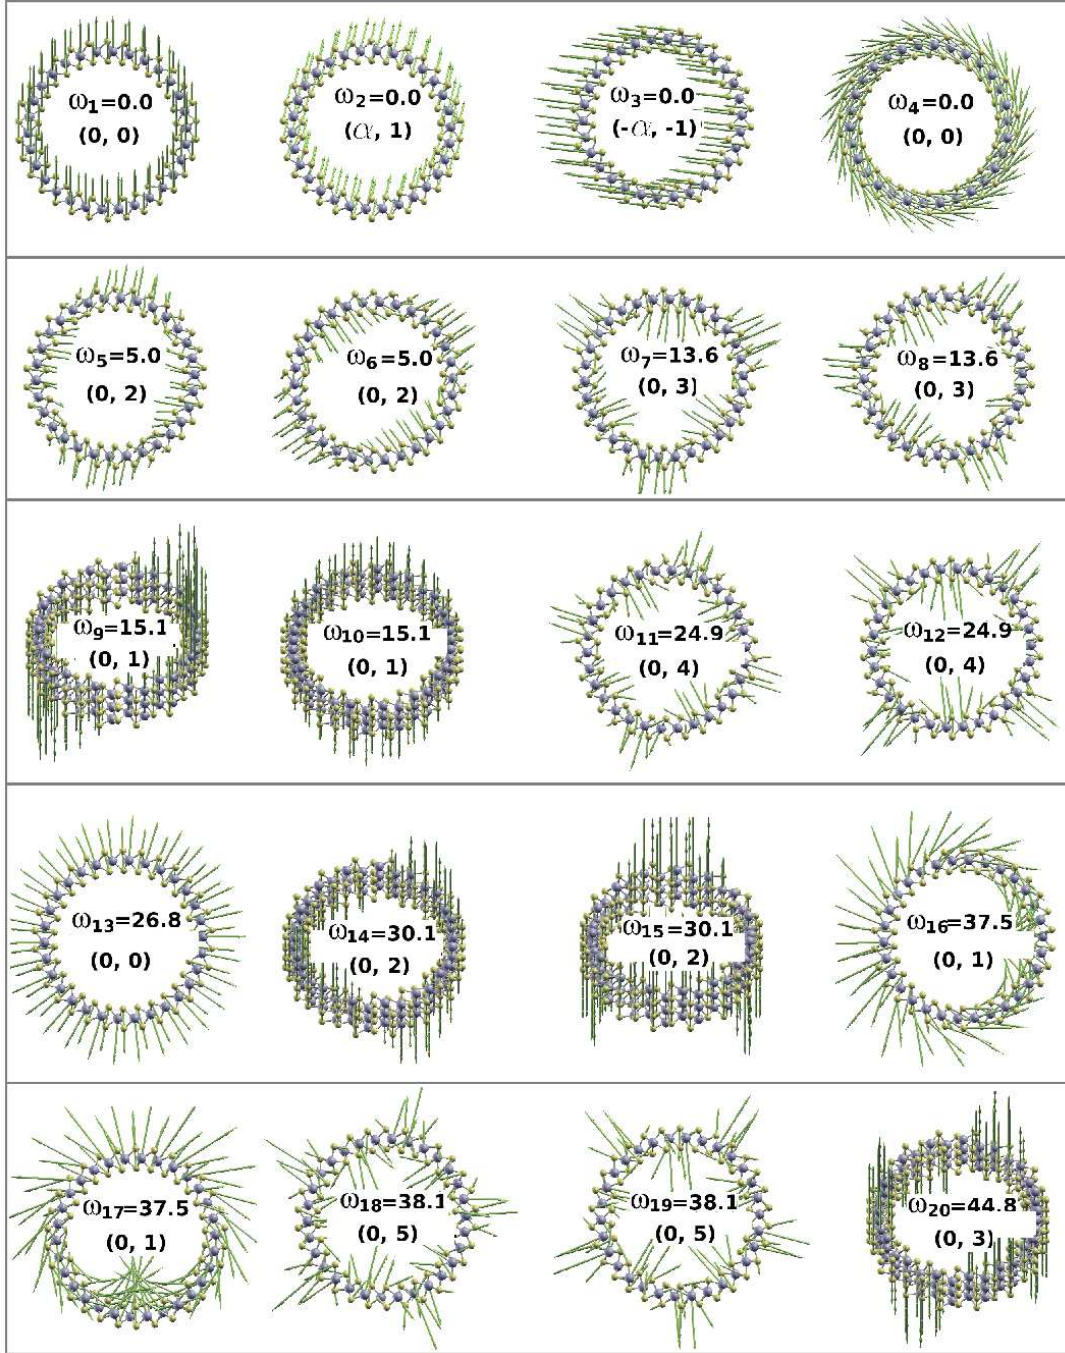 ω₁=0.0
(0, 0)
ω₂=0.0
(α, 1)
ω₃=0.0
(-α, -1)
ω₄=0.0
(0, 0)
ω₅=5.0
(0, 2)
ω₆=5.0
(0, 2)
ω₇=13.6
(0, 3)
ω₈=13.6
(0, 3)
ω₉=15.1
(0, 1)
ω₁₀=15.1
(0, 1)
ω₁₁=24.9
(0, 4)
ω₁₂=24.9
(0, 4)
ω₁₃=26.8
(0, 0)
ω₁₄=30.1
(0, 2)
ω₁₅=30.1
(0, 2)
ω₁₆=37.5
(0, 1)
ω₁₇=37.5
(0, 1)
ω₁₈=38.1
(0, 5)
ω₁₉=38.1
(0, 5)
ω₂₀=44.8
(0, 3)